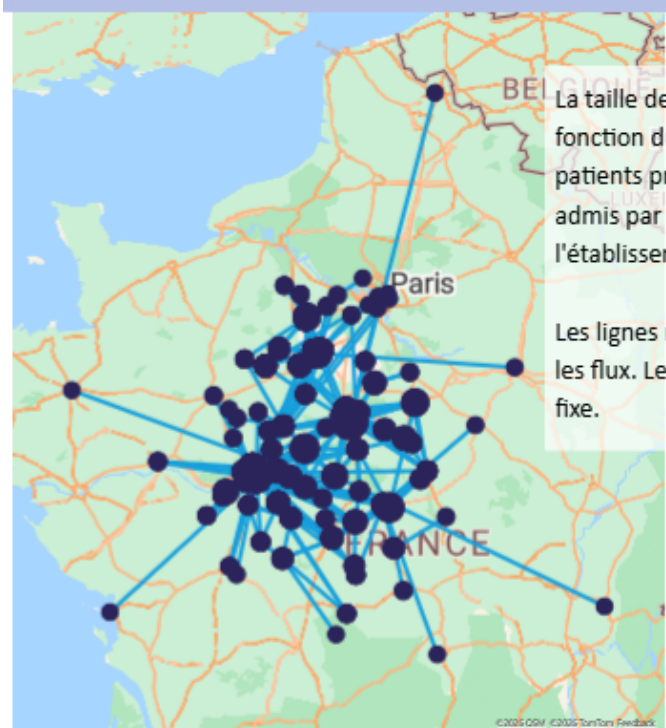 BELGIQUE
La taille de
fonction d
patients pr
admis par
l'établisser
Les lignes
les flux. Le
fixe.
Paris
FRANCE
©2026 OSM ©2026 TomTom Feedback